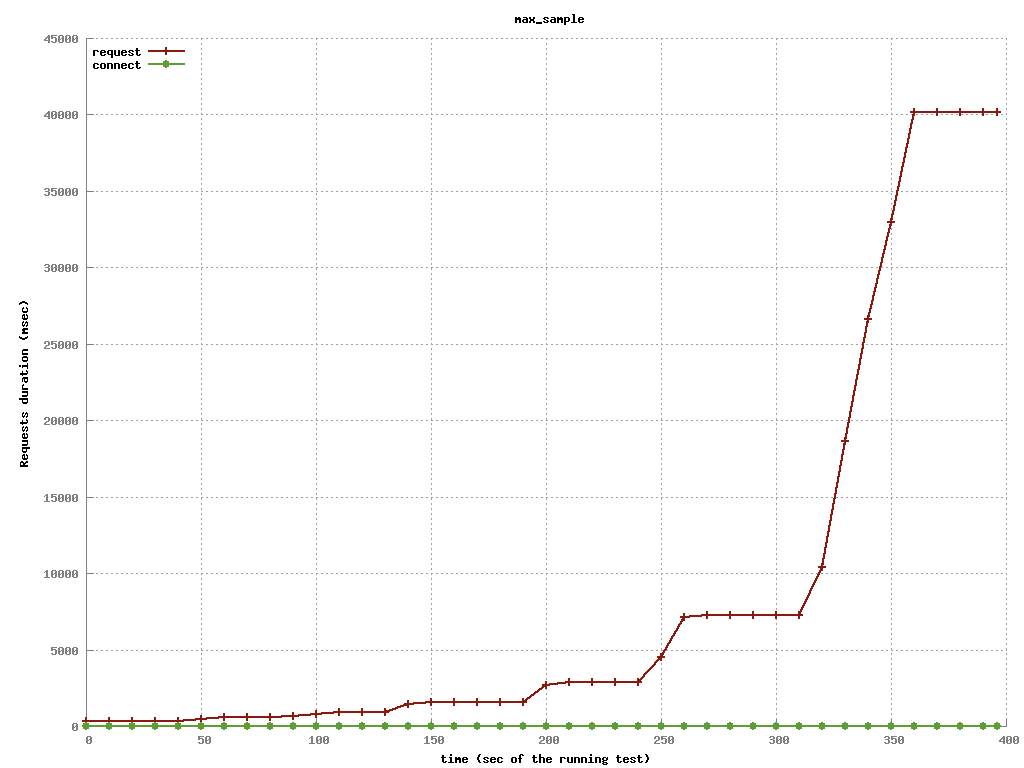 max_sample
45000
request
connect
40000
35000
30000
25000
20000
15000
10000
5000
0
Requests duration (msec)
0 50 100 150 200 250 300 350 400
time (sec of the running test)